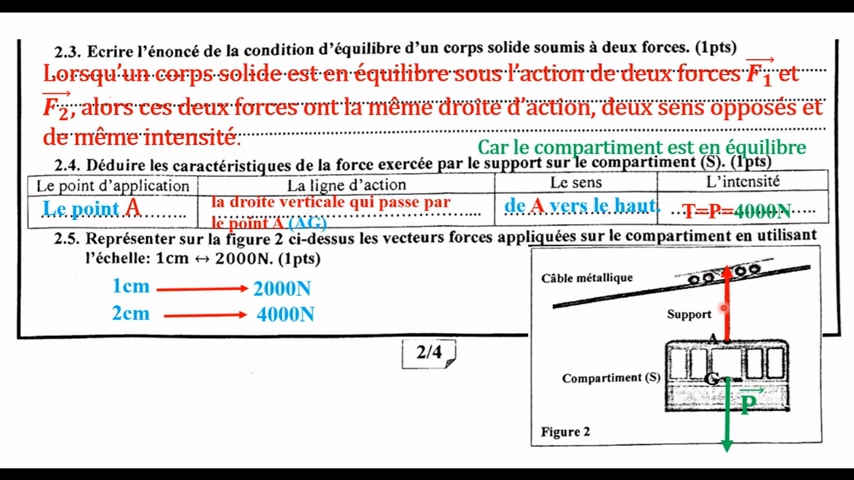 2.3. Ecrire l'énoncé de la condition d'équilibre d'un corps solide soumis à deux forces. (1pts)
Lorsqu'un corps solide est en équilibre sous l'action de deux forces F₁ et
F₂, alors ces deux forces ont la même droite d'action, deux sens opposés et
de même intensité.
Car le compartiment est en équilibre
2.4. Déduire les caractéristiques de la force exercée par le support sur le compartiment (S). (1pts)
Le point d'application La ligne d'action Le sens L'intensité
Le point A la droite verticale qui passe par le point A (AG) de A vers le haut. T=P=4000N
2.5. Représenter sur la figure 2 ci-dessus les vecteurs forces appliquées sur le compartiment en utilisant
l'échelle: 1cm ↔ 2000N. (1pts)
1cm → 2000N
2cm → 4000N
2/4
Câble métallique
Support
A
Compartiment (S)
G
P
Figure 2